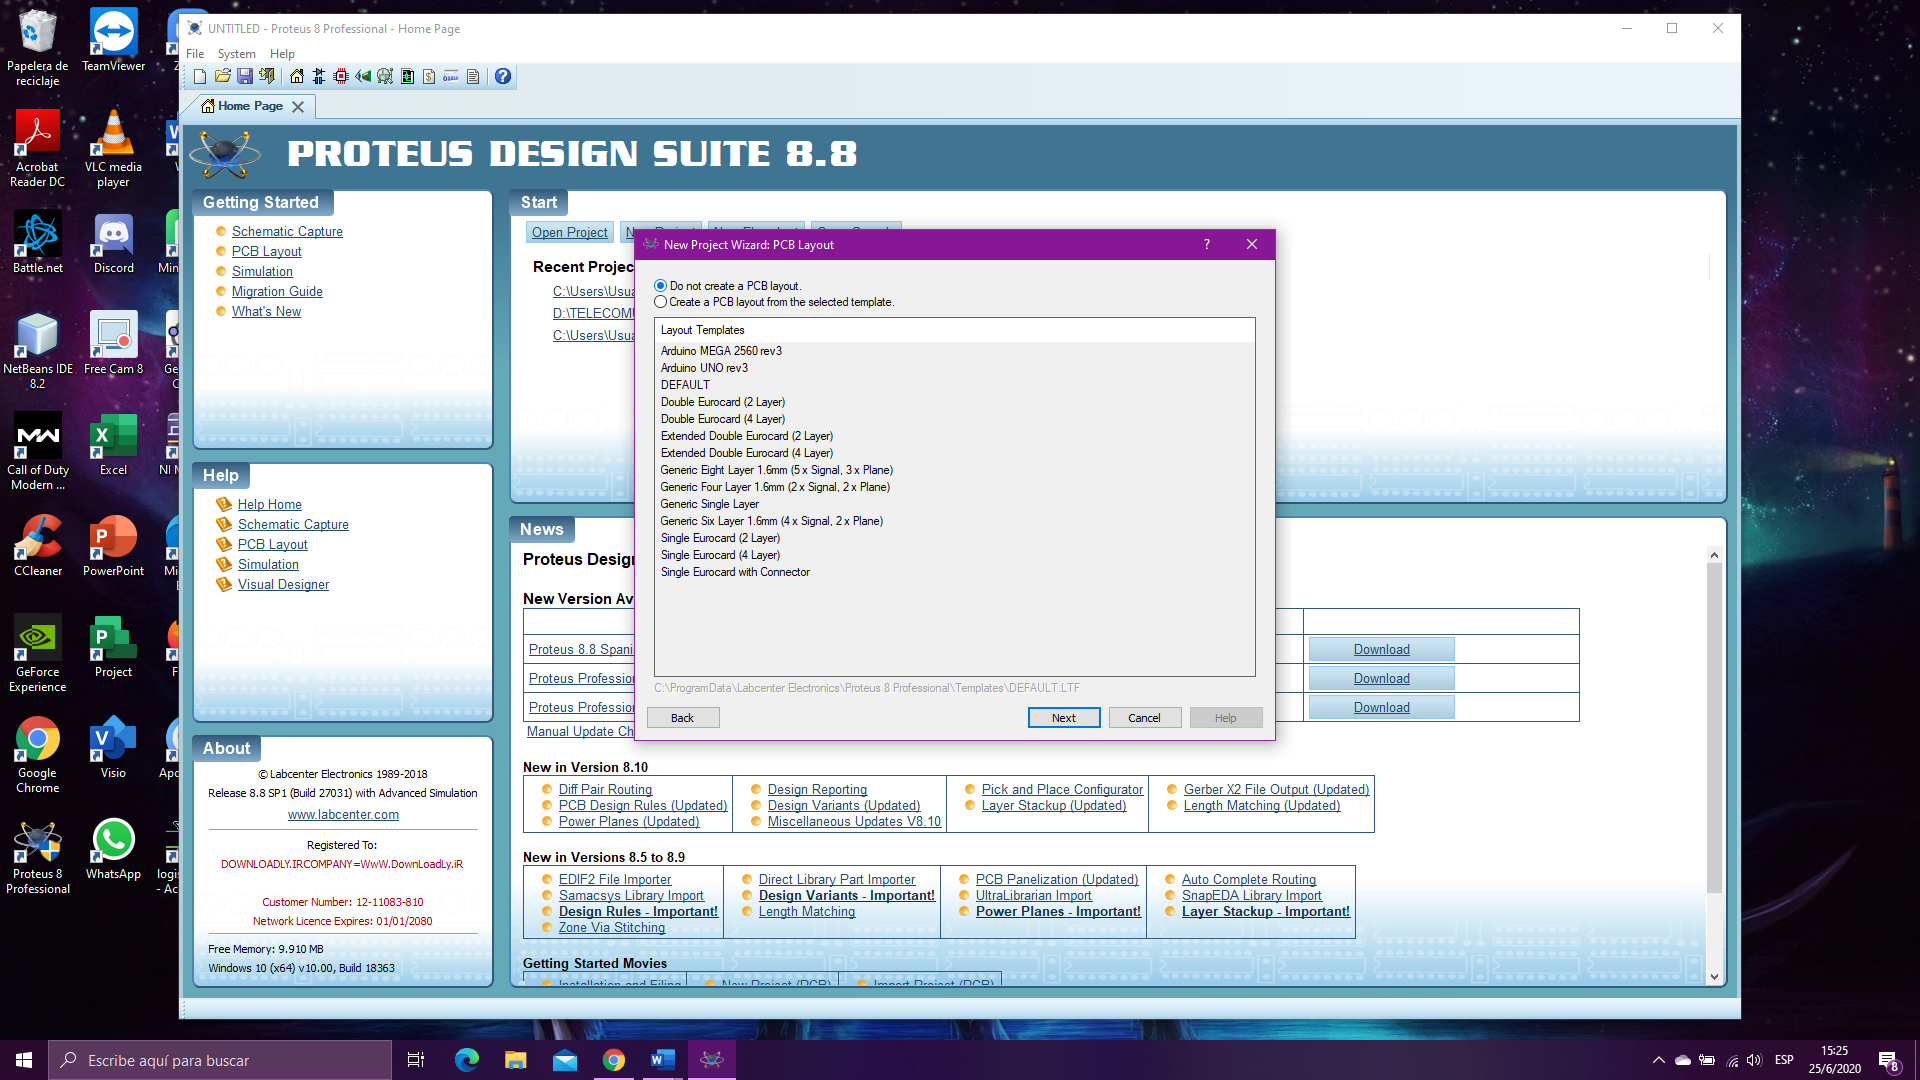 Papelera de
reciclaje
TeamViewer
Acrobat
Reader DC
VLC media
player
Battle.net
Discord
NetBeans IDE
8.2
Free Cam 8
Call of Duty
Modern ...
Excel
CCleaner
PowerPoint
GeForce
Experience
Project
Google
Chrome
Visio
Proteus 8
Professional
WhatsApp
UNTITLED - Proteus 8 Professional - Home Page
File System Help
Home Page
PROTEUS DESIGN SUITE 8.8
Getting Started
Schematic Capture
PCB Layout
Simulation
Migration Guide
What's New
Help
Help Home
Schematic Capture
PCB Layout
Simulation
Visual Designer
About
© Labcenter Electronics 1989-2018
Release 8.8 SP1 (Build 27031) with Advanced Simulation
www.labcenter.com
Registered To:
DOWNLOADLY.IRCOMPANY=WwW.DownLoadLy.iR
Customer Number: 12-11083-810
Network Licence Expires: 01/01/2080
Free Memory: 9.910 MB
Windows 10 (x64) v10.00, Build 18363
Start
Open Project
Recent Projec
C:\Users\Usua
D:\TELECOMU
C:\Users\Usua
New Project Wizard: PCB Layout
Do not create a PCB layout.
Create a PCB layout from the selected template.
Layout Templates
Arduino MEGA 2560 rev3
Arduino UNO rev3
DEFAULT
Double Eurocard (2 Layer)
Double Eurocard (4 Layer)
Extended Double Eurocard (2 Layer)
Extended Double Eurocard (4 Layer)
Generic Eight Layer 1.6mm (5 x Signal, 3 x Plane)
Generic Four Layer 1.6mm (2 x Signal, 2 x Plane)
Generic Single Layer
Generic Six Layer 1.6mm (4 x Signal, 2 x Plane)
Single Eurocard (2 Layer)
Single Eurocard (4 Layer)
Single Eurocard with Connector
C:\ProgramData\Labcenter Electronics\Proteus 8 Professional\Templates\DEFAULT.LTF
Back Next Cancel Help
News
Proteus Desig
New Version Av
Proteus 8.8 Spani Download
Proteus Professio Download
Proteus Professio Download
Manual Update Ch
New in Version 8.10
Diff Pair Routing Design Reporting Pick and Place Configurator Gerber X2 File Output (Updated)
PCB Design Rules (Updated) Design Variants (Updated) Layer Stackup (Updated) Length Matching (Updated)
Power Planes (Updated) Miscellaneous Updates V8.10
New in Versions 8.5 to 8.9
EDIF2 File Importer Direct Library Part Importer PCB Panelization (Updated) Auto Complete Routing
Samacsys Library Import Design Variants - Important! UltraLibrarian Import SnapEDA Library Import
Design Rules - Important! Length Matching Power Planes - Important! Layer Stackup - Important!
Zone Via Stitching
Getting Started Movies
Installation and Filing New Project (PCB) Import Project (PCB)
Escribe aquí para buscar
ESP
15:25
25/6/2020
8